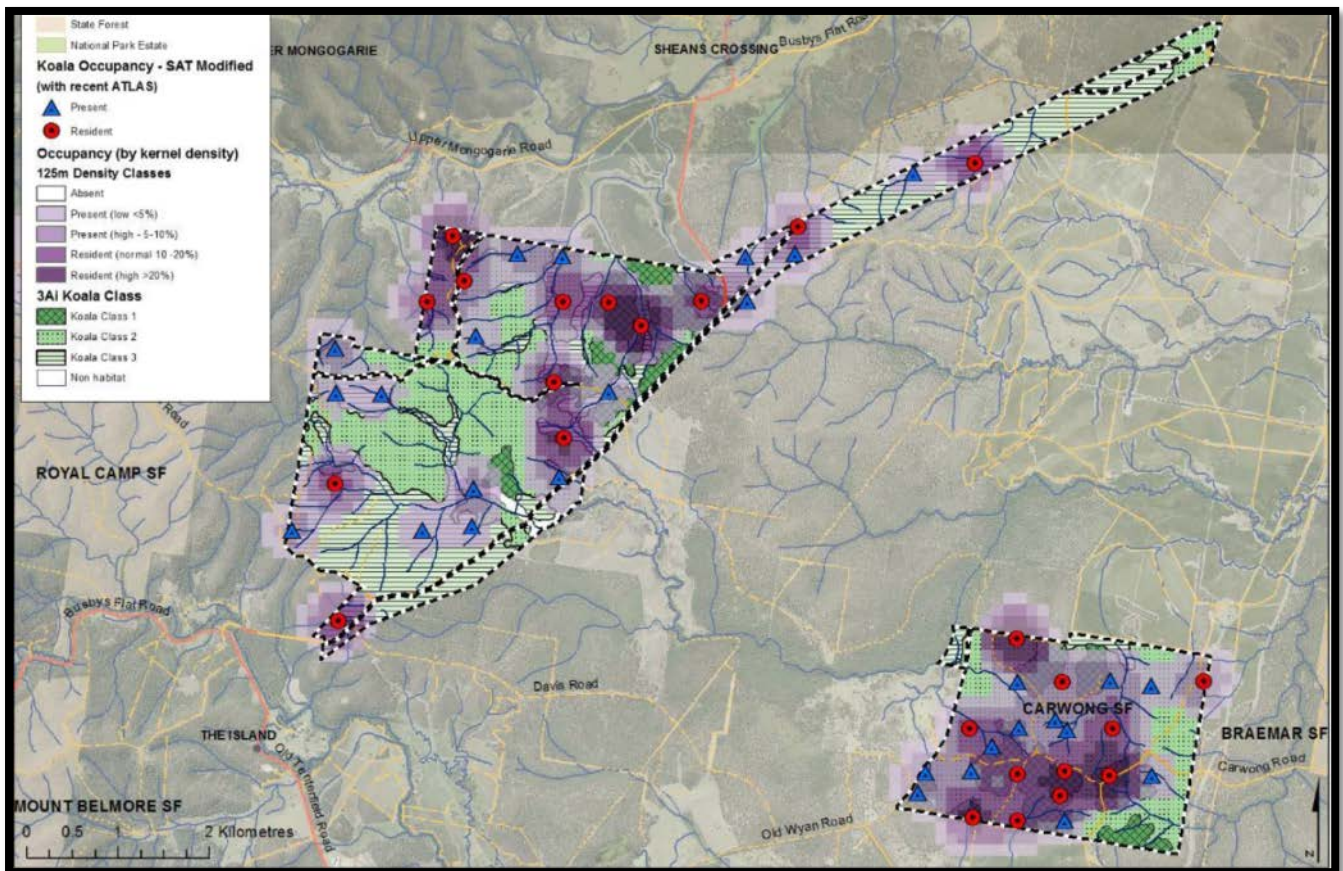 State Forest
National Park Estate
Koala Occupancy - SAT Modified
(with recent ATLAS)
Present
Resident
Occupancy (by kernel density)
125m Density Classes
Absent
Present (low <5%)
Present (high - 5-10%)
Resident (normal 10 -20%)
Resident (high >20%)
3Ai Koala Class
Koala Class 1
Koala Class 2
Koala Class 3
Non habitat
ER MONGOGARIE
SHEANS CROSSING
Busbys Flat Roa
Upper Mongogarie Road
Road
ROYAL CAMP SF
Busbys Flat Road
Davis Road
THE ISLAND
Old Tenterfield Road
MOUNT BELMORE SF
0 0.5 1 2 Kilometres
CARWONG SF
BRAEMAR SF
Carwong Road
Old Wyan Road
N